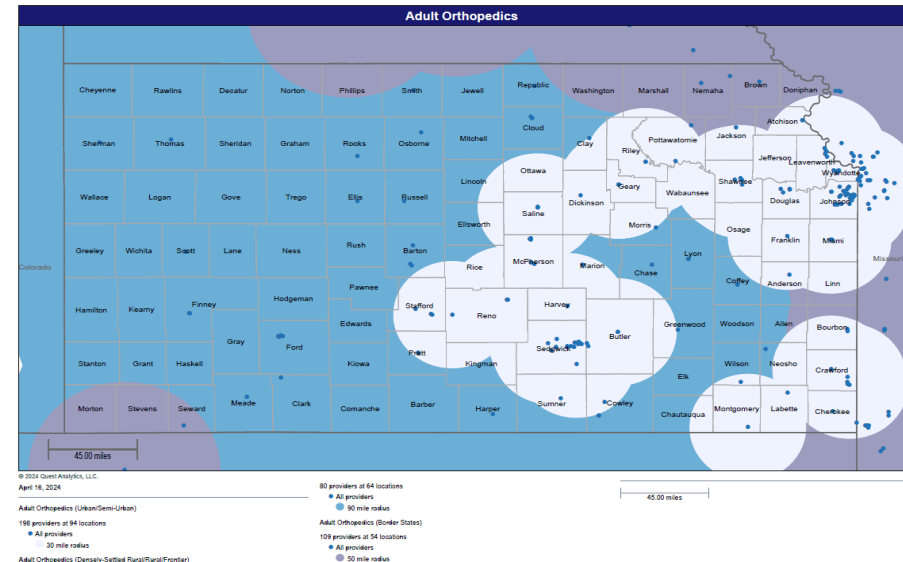 Adult Orthopedics
Cheyenne Rawlins Decatur Norton Phillips Smith Jewell Republic Washington Marshall Nemaha Brown Doniphan
Atchison
Sherman Thomas Sheridan Graham Rooks Osborne Mitchell Cloud Clay Riley Pottawatomie Jackson
Jefferson Leavenworth
Wyandotte
Wallace Logan Gove Trego Ellis Russell Lincoln Ottawa Geary Wabaunsee Shawnee Douglas Johnson
Dickinson
Saline
Ellsworth Morris Osage
Greeley Wichita Scott Lane Ness Rush Barton McPherson Marion Chase Lyon Franklin Miami
Colorado Rice Missouri
Pawnee Coffey Anderson Linn
Hamilton Kearny Finney Hodgeman Stafford Reno Harvey
Edwards Greenwood Woodson Allen Bourbon
Gray Ford Butler
Stanton Grant Haskell Kiowa Pratt Kingman Sedgwick Wilson Neosho Crawford
Elk
Morton Stevens Seward Meade Clark Comanche Barber Harper Sumner Cowley Chautauqua Montgomery Labette Cherokee
45.00 miles
© 2024 Quest Analytics, LLC.
April 16, 2024
Adult Orthopedics (Urban/Semi-Urban)
198 providers at 94 locations
All providers
30 mile radius
Adult Orthopedics (Densely-Settled Rural/Rural/Frontier)
80 providers at 64 locations
All providers
90 mile radius
Adult Orthopedics (Border States)
109 providers at 54 locations
All providers
50 mile radius
45.00 miles